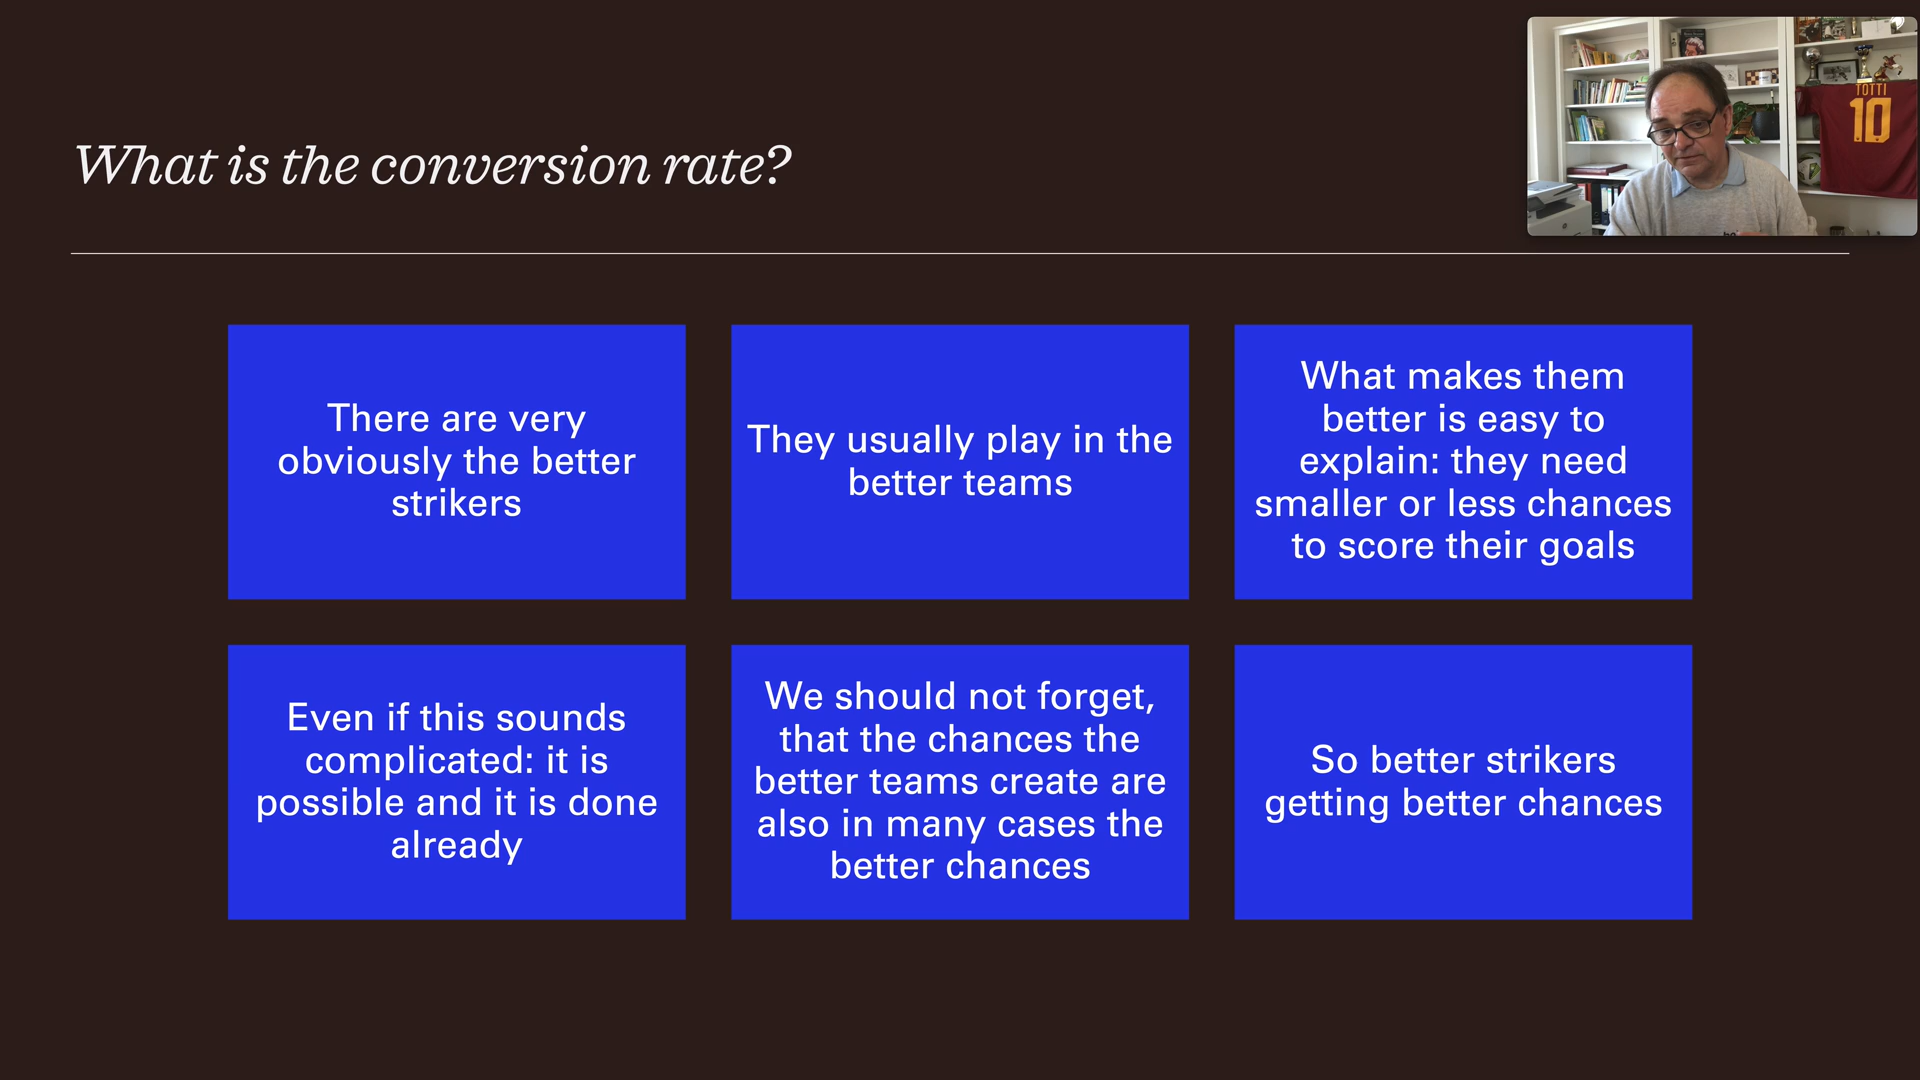 What is the conversion rate?
TOTTI
10
There are very
obviously the better
strikers
They usually play in the
better teams
What makes them
better is easy to
explain: they need
smaller or less chances
to score their goals
Even if this sounds
complicated: it is
possible and it is done
already
We should not forget,
that the chances the
better teams create are
also in many cases the
better chances
So better strikers
getting better chances